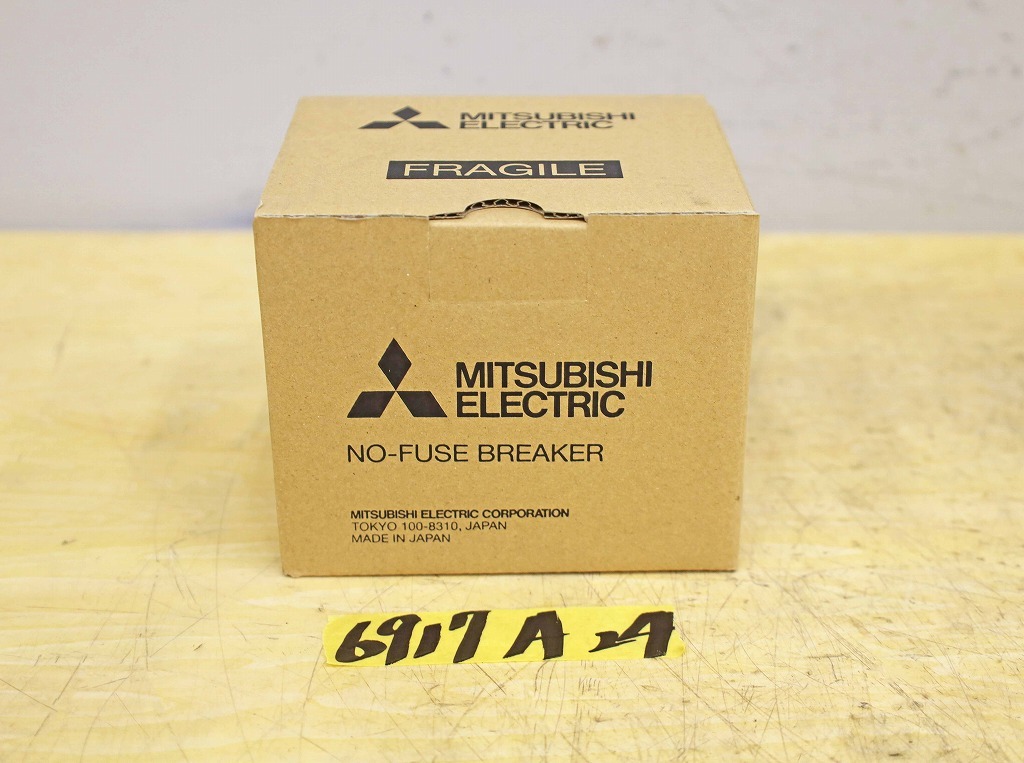 MITSUBISHI
ELECTRIC
FRAGILE
MITSUBISHI
ELECTRIC
NO-FUSE BREAKER
MITSUBISHI ELECTRIC CORPORATION
TOKYO 100-8310, JAPAN
MADE IN JAPAN
6917 A 24